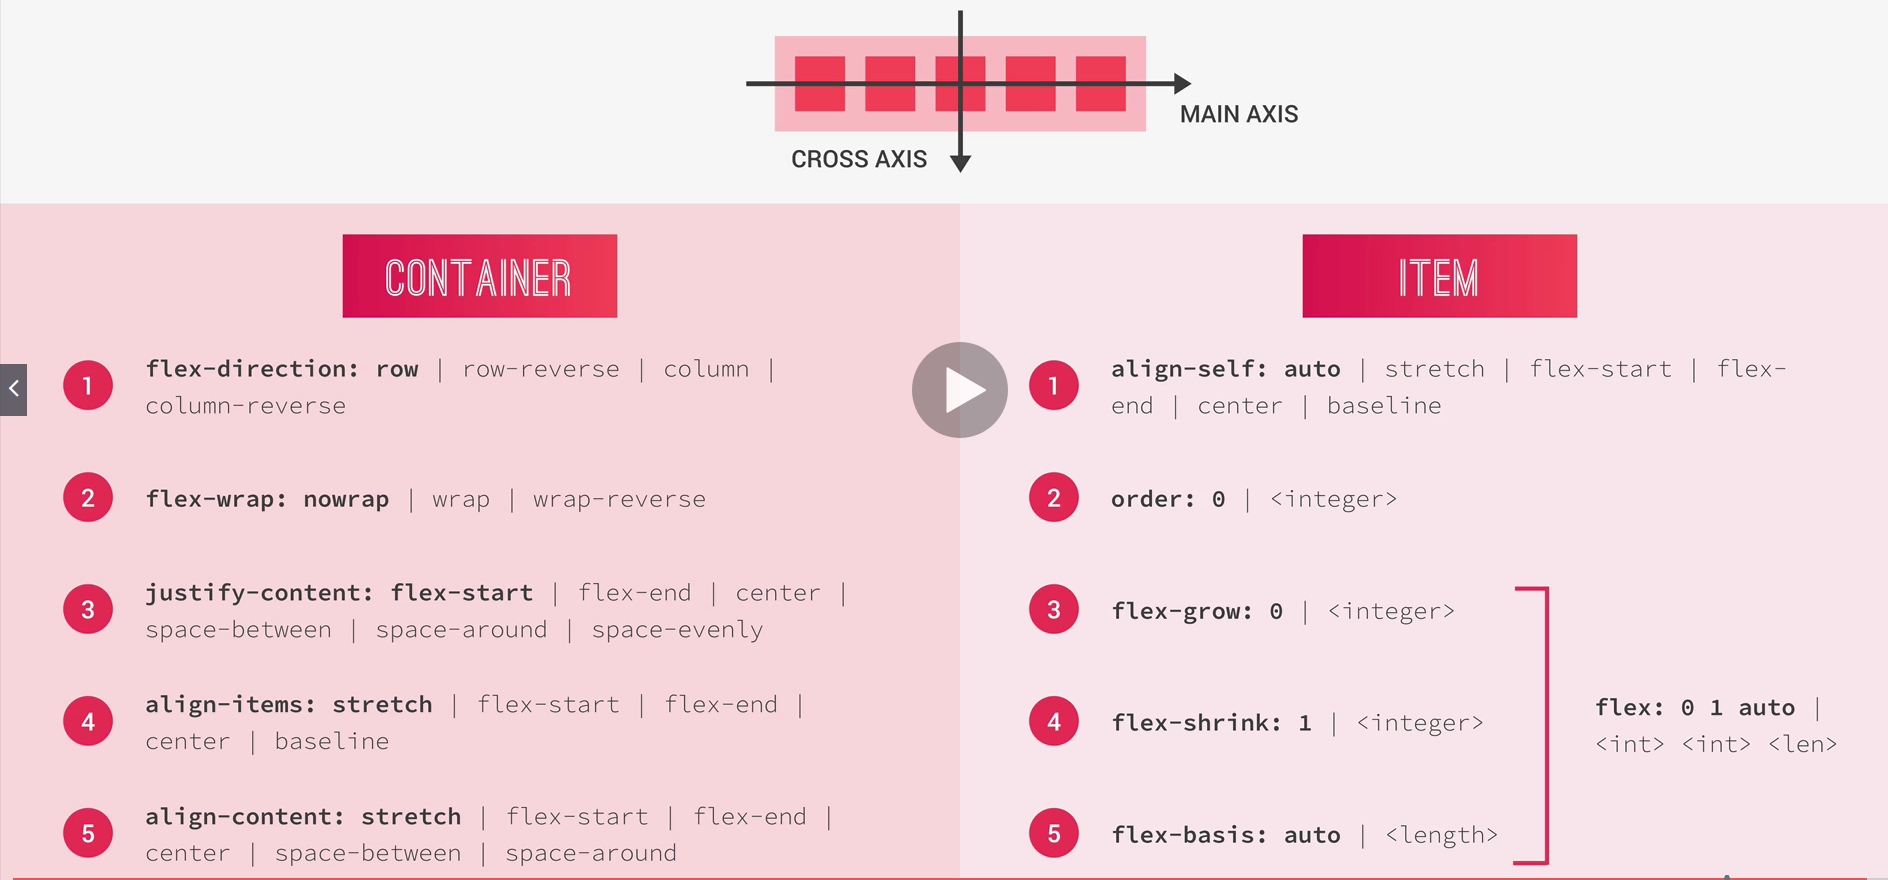 MAIN AXIS
CROSS AXIS
CONTAINER
1
flex-direction: row | row-reverse | column |
column-reverse
2
flex-wrap: nowrap | wrap | wrap-reverse
3
justify-content: flex-start | flex-end | center |
space-between | space-around | space-evenly
4
align-items: stretch | flex-start | flex-end |
center | baseline
5
align-content: stretch | flex-start | flex-end |
center | space-between | space-around
ITEM
1
align-self: auto | stretch | flex-start | flex-
end | center | baseline
2
order: 0 | <integer>
3
flex-grow: 0 | <integer>
4
flex-shrink: 1 | <integer>
5
flex-basis: auto | <length>
flex: 0 1 auto |
<int> <int> <len>